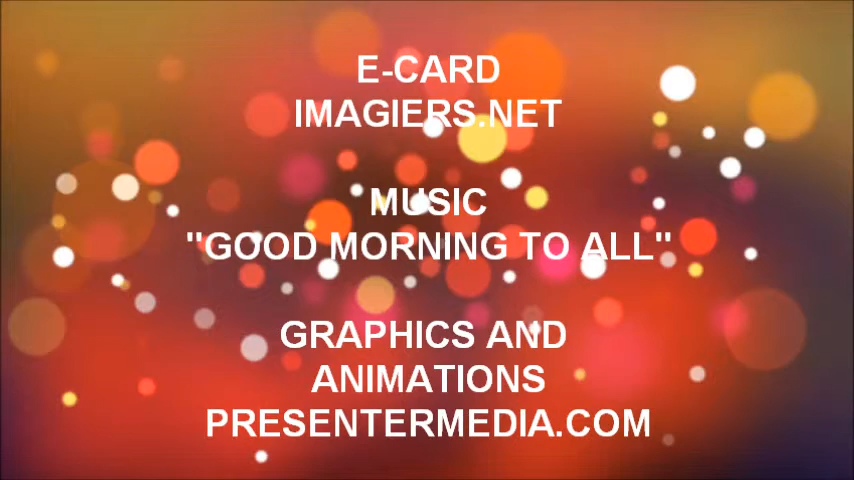 E-CARD
IMAGIERS.NET
MUSIC
"GOOD MORNING TO ALL"
GRAPHICS AND
ANIMATIONS
PRESENTERMEDIA.COM